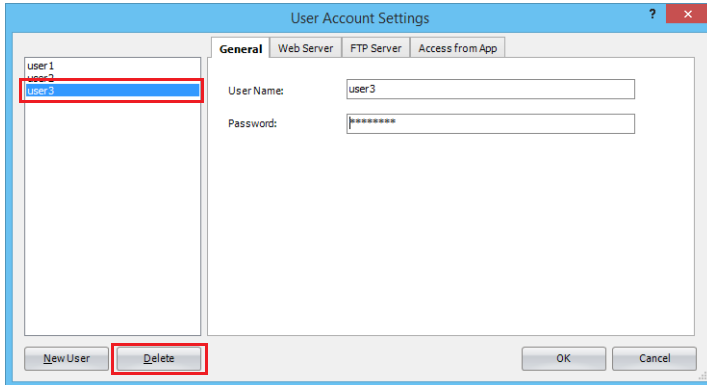 User Account Settings
?
General Web Server FTP Server Access from App
user1
user2
user3
User Name: user3
Password: ********
New User Delete OK Cancel